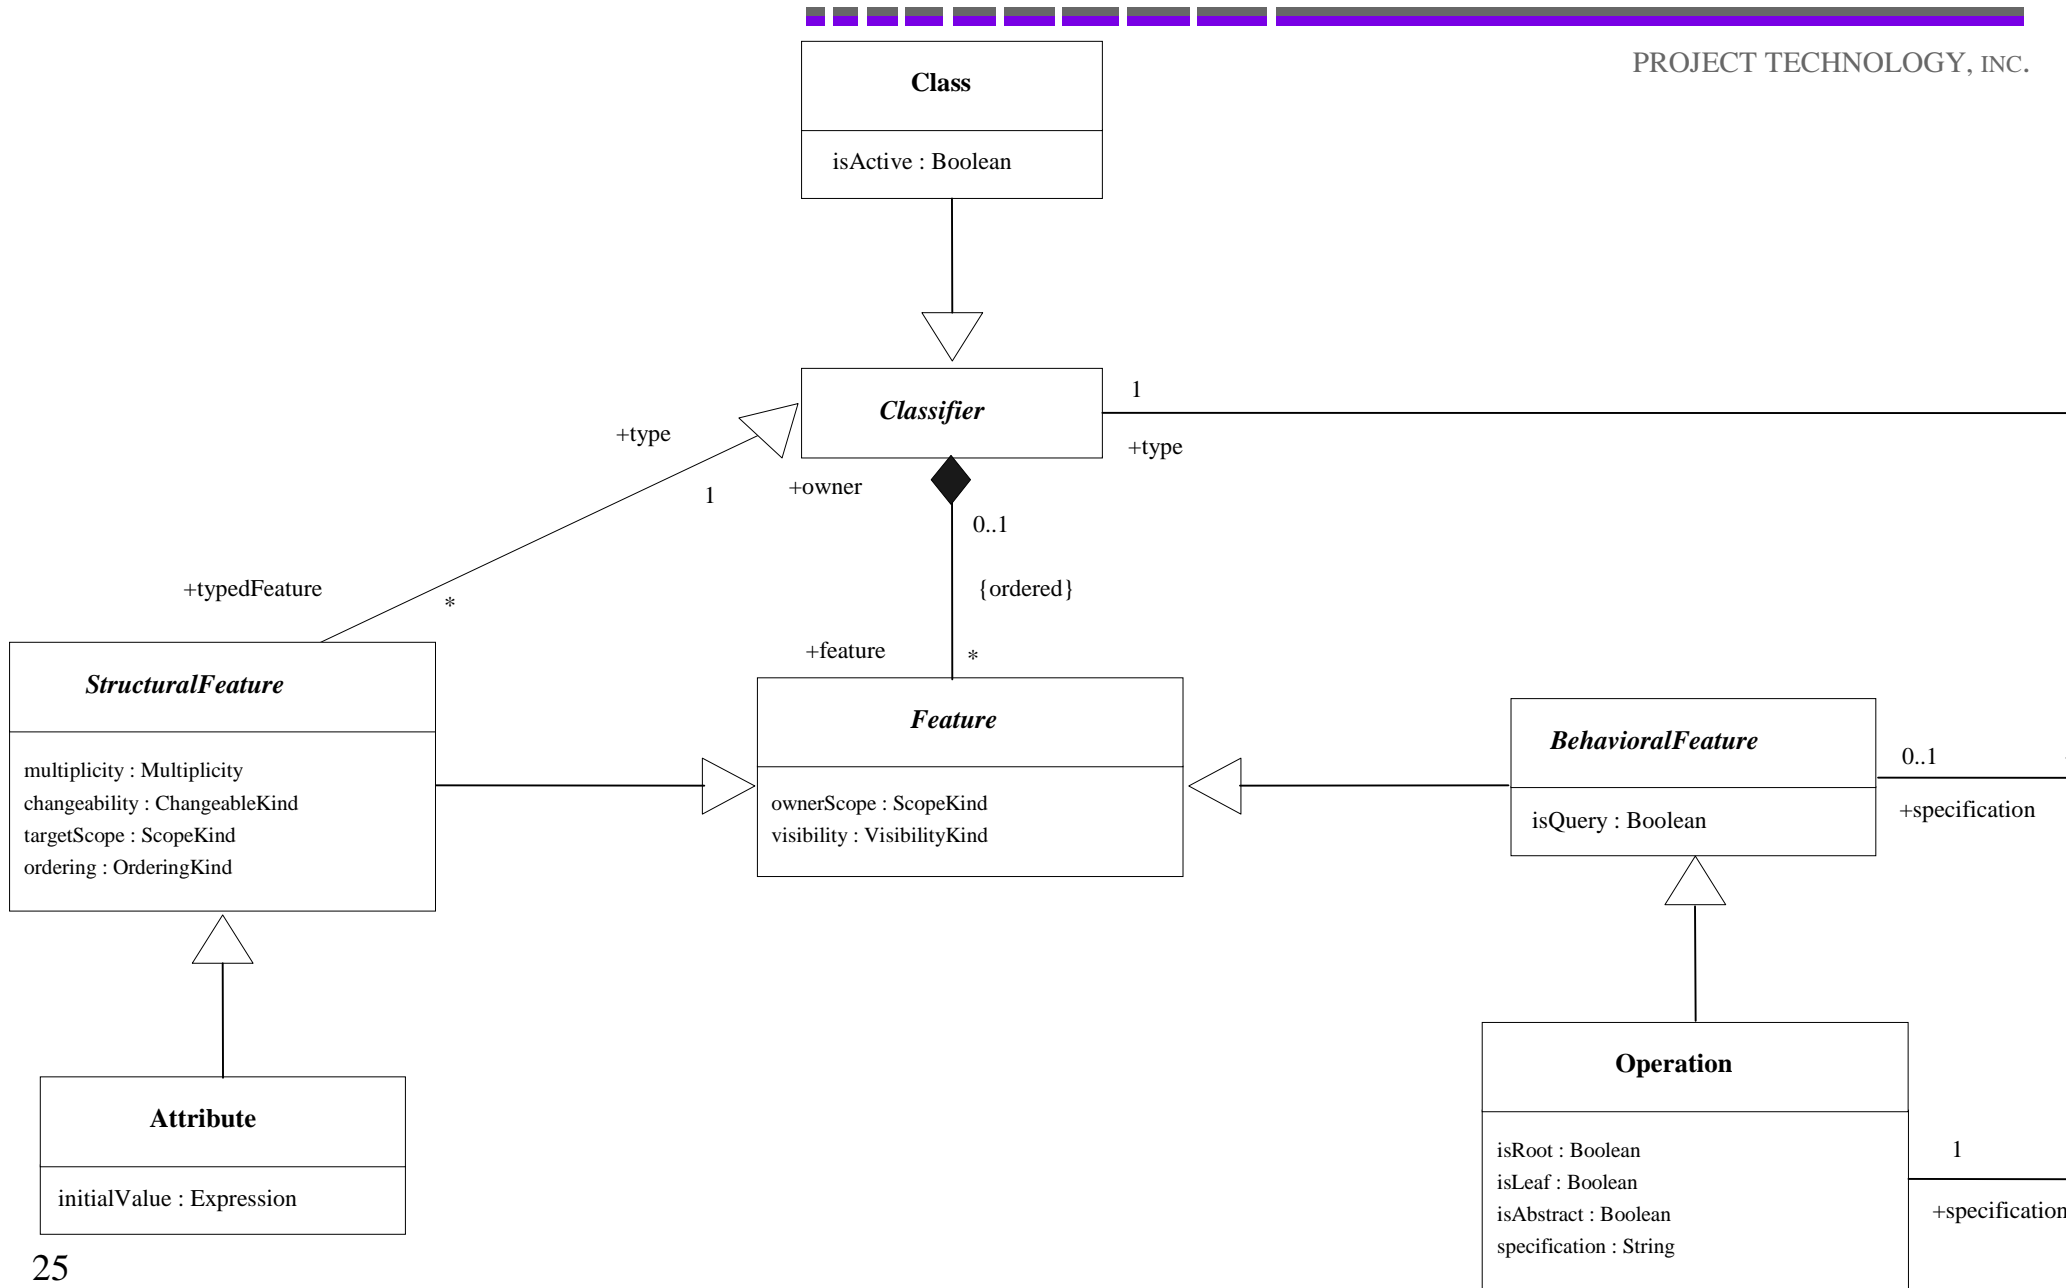 PROJECT TECHNOLOGY, INC.
Class
isActive : Boolean
Classifier
1
+type
+type
1
+owner
0..1
{ordered}
+typedFeature
*
+feature
*
StructuralFeature
multiplicity : Multiplicity
changeability : ChangeableKind
targetScope : ScopeKind
ordering : OrderingKind
Feature
ownerScope : ScopeKind
visibility : VisibilityKind
BehavioralFeature
isQuery : Boolean
0..1
+specification
Attribute
initialValue : Expression
Operation
isRoot : Boolean
isLeaf : Boolean
isAbstract : Boolean
specification : String
1
+specification
25